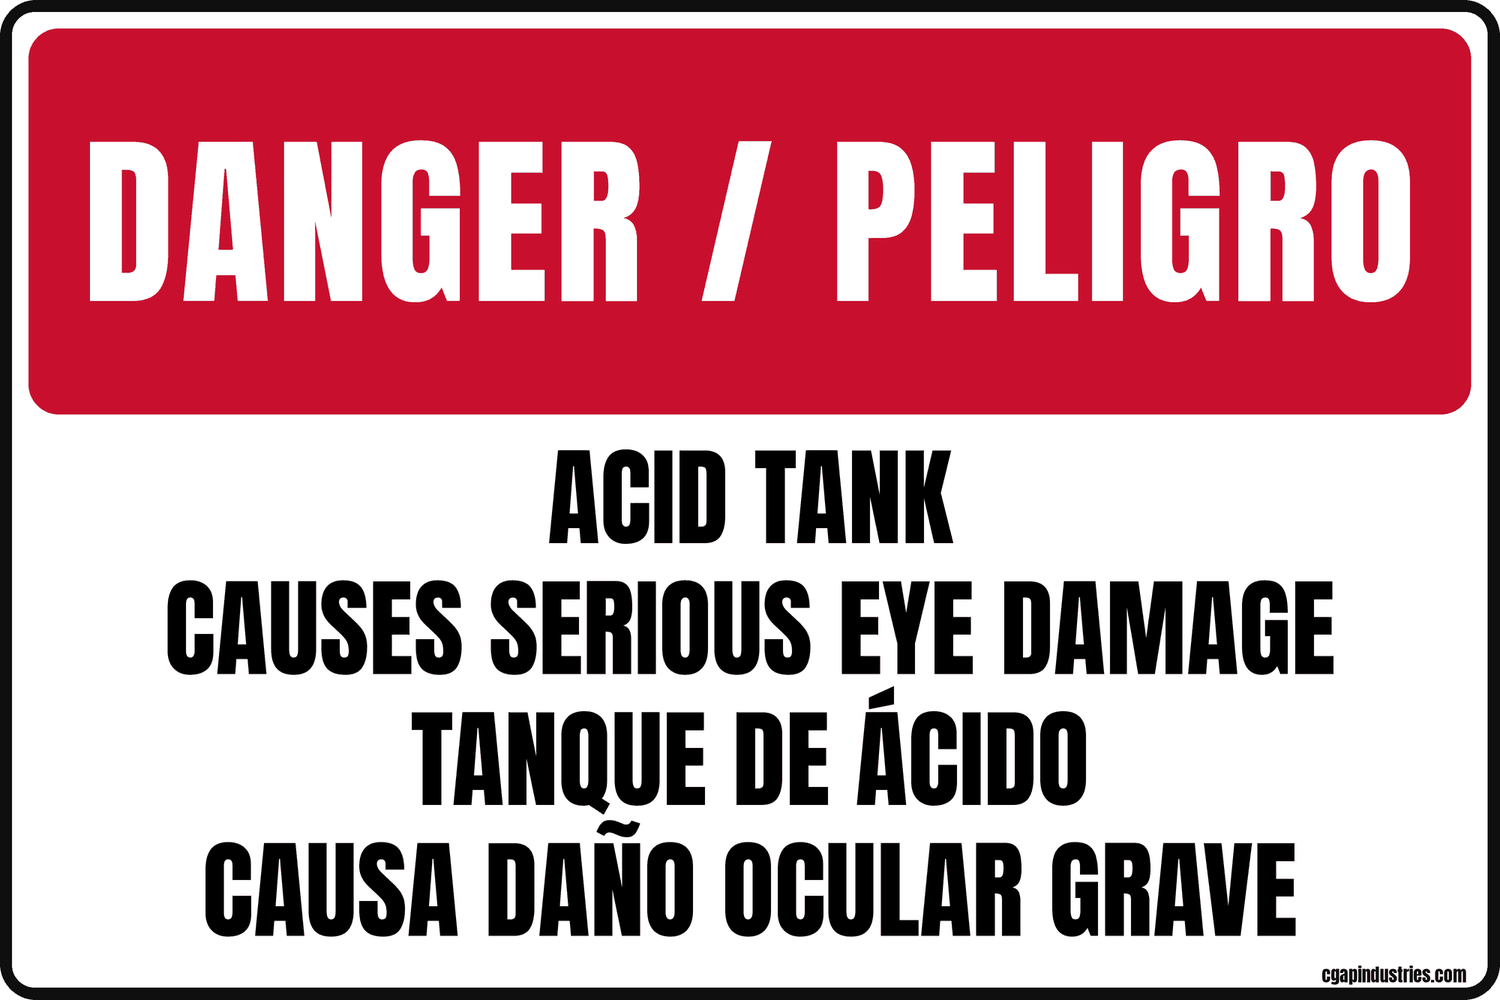 DANGER / PELIGRO
ACID TANK
CAUSES SERIOUS EYE DAMAGE
TANQUE DE ÁCIDO
CAUSA DAÑO OCULAR GRAVE
cgapindustries.com